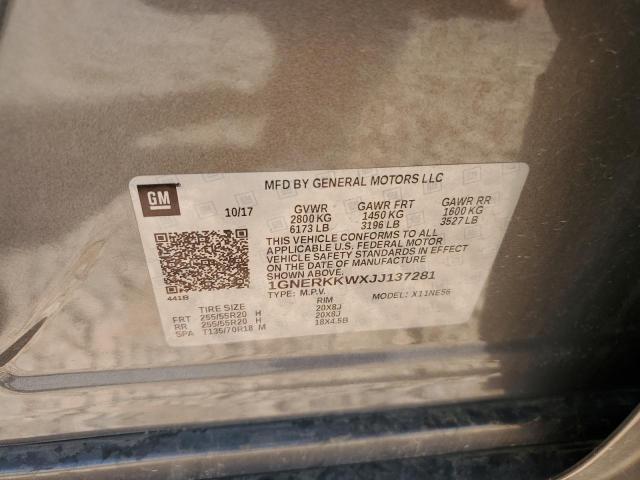 MFD BY GENERAL MOTORS LLC
GM
10/17
GVWR GAWR FRT GAWR RR
2800 KG 1450 KG 1600 KG
6173 LB 3196 LB 3527 LB
THIS VEHICLE CONFORMS TO ALL
APPLICABLE U.S. FEDERAL MOTOR
VEHICLE SAFETY STANDARDS IN EFFECT
ON THE DATE OF MANUFACTURE
SHOWN ABOVE.
1GNERKKWXJJ137281
TYPE: M.P.V. MODEL: X11NE56
441B
TIRE SIZE RIM
FRT 255/55R20 H 20X8J
RR 255/55R20 H 20X8J
SPA T135/70R18 M 18X4.5B